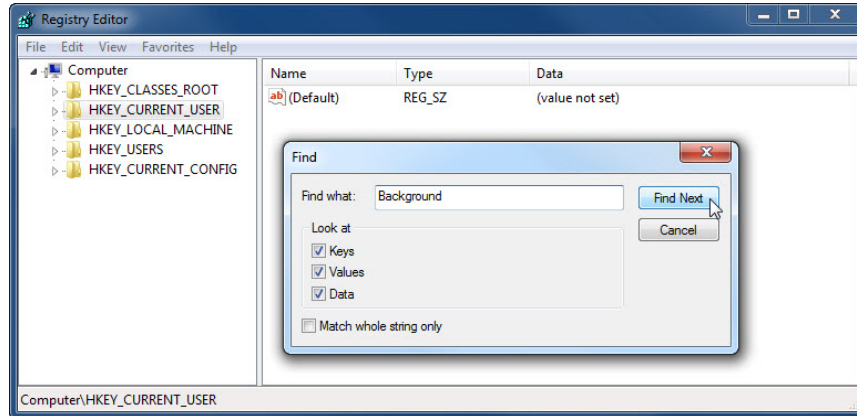 Registry Editor
File Edit View Favorites Help
Computer
HKEY_CLASSES_ROOT
HKEY_CURRENT_USER
HKEY_LOCAL_MACHINE
HKEY_USERS
HKEY_CURRENT_CONFIG
Name Type Data
ab (Default) REG_SZ (value not set)
Find
Find what: Background Find Next
Look at Cancel
Keys
Values
Data
Match whole string only
Computer\HKEY_CURRENT_USER